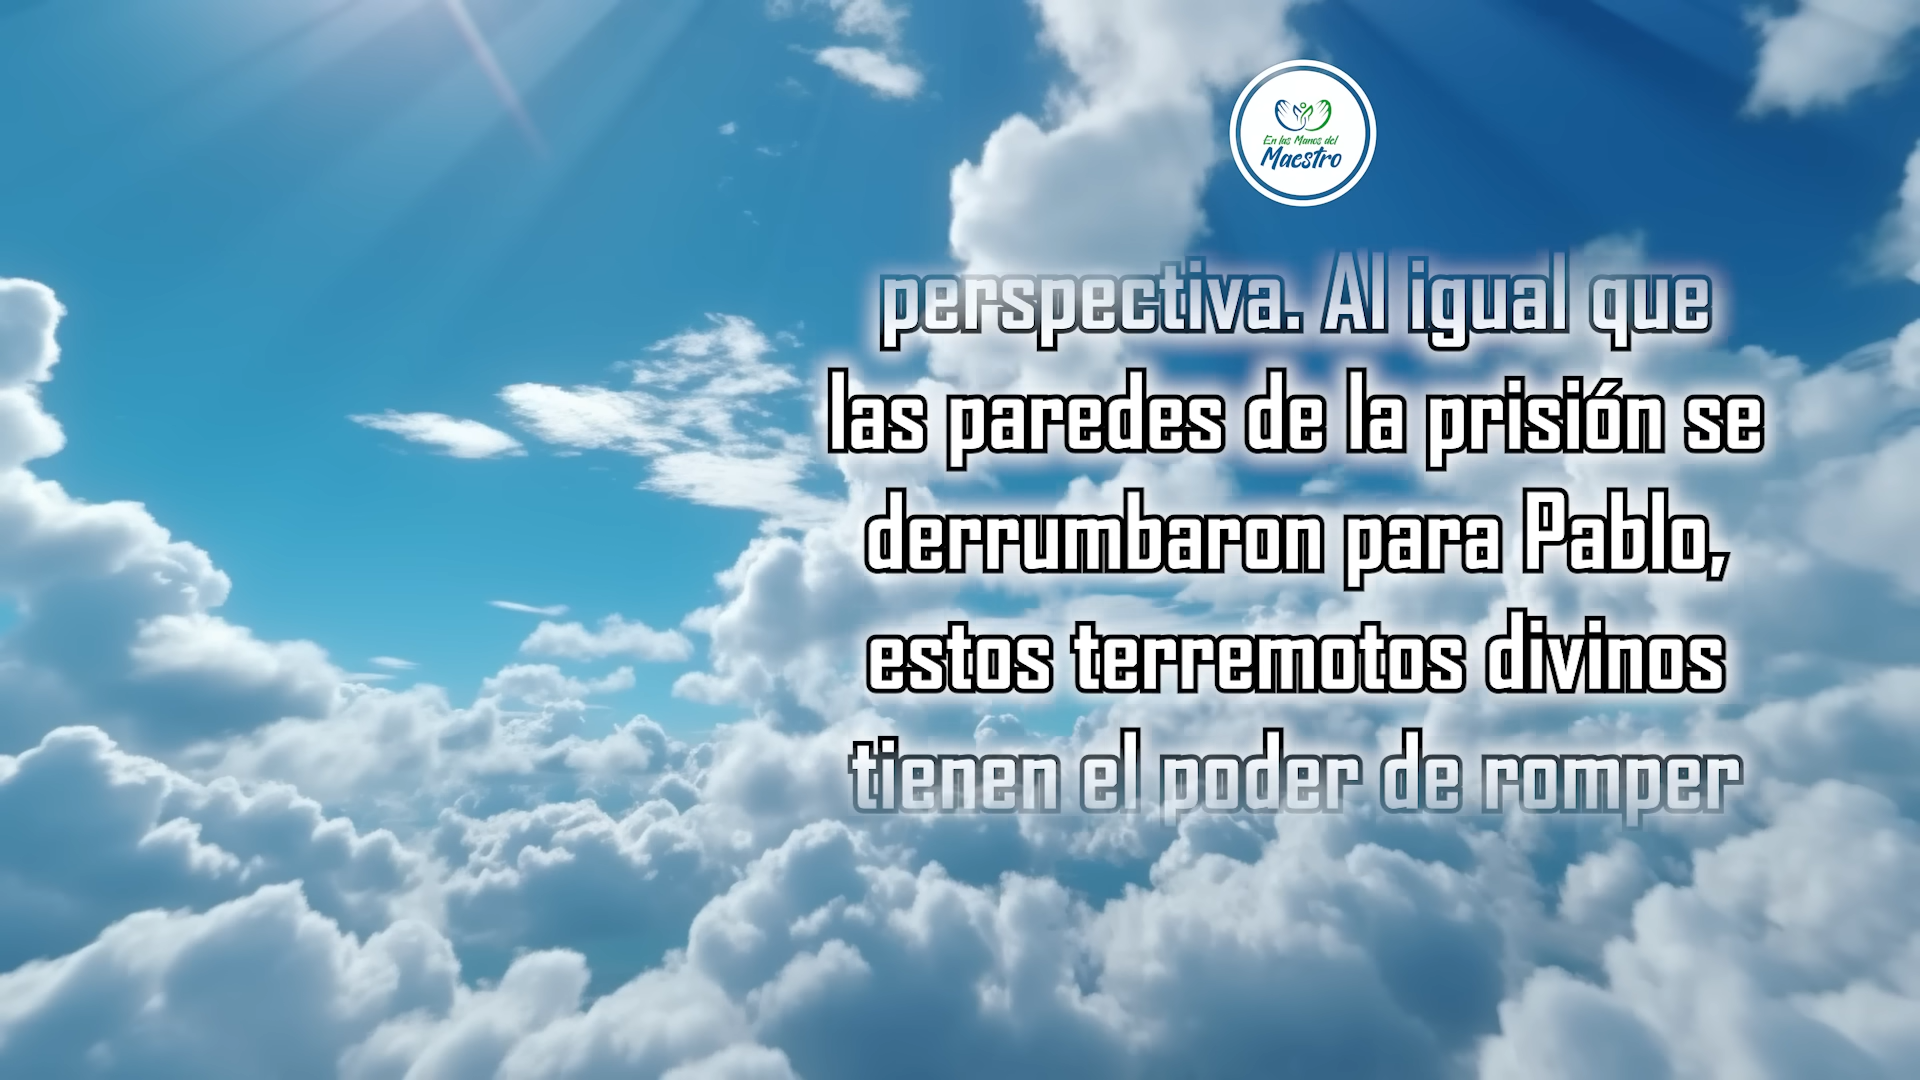 En las Manos del
Maestro
perspectiva. Al igual que
las paredes de la prisión se
derrumbaron para Pablo,
estos terremotos divinos
tienen el poder de romper